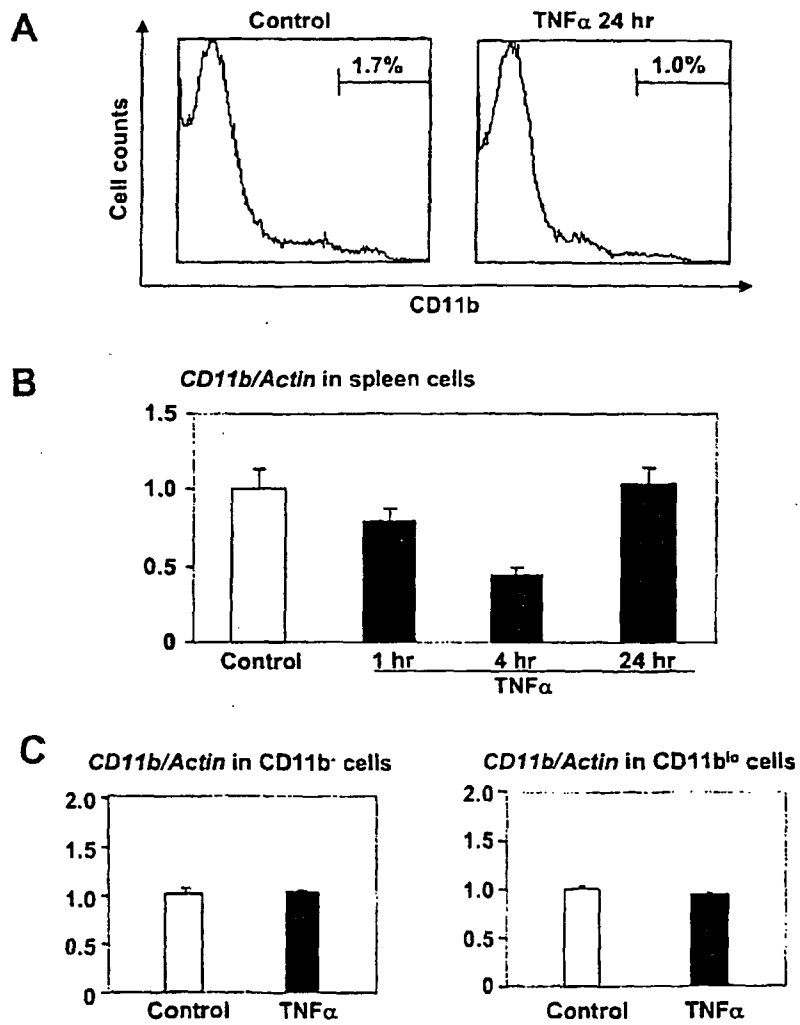 A
Control
TNFα 24 hr
1.7%
1.0%
Cell counts
CD11b
B
CD11b/Actin in spleen cells
1.5
1.0
0.5
0
Control
1 hr
4 hr
24 hr
TNFα
C
CD11b/Actin in CD11b- cells
2.0
1.5
1.0
0.5
0
Control
TNFα
CD11b/Actin in CD11blo cells
2.0
1.5
1.0
0.5
0
Control
TNFα